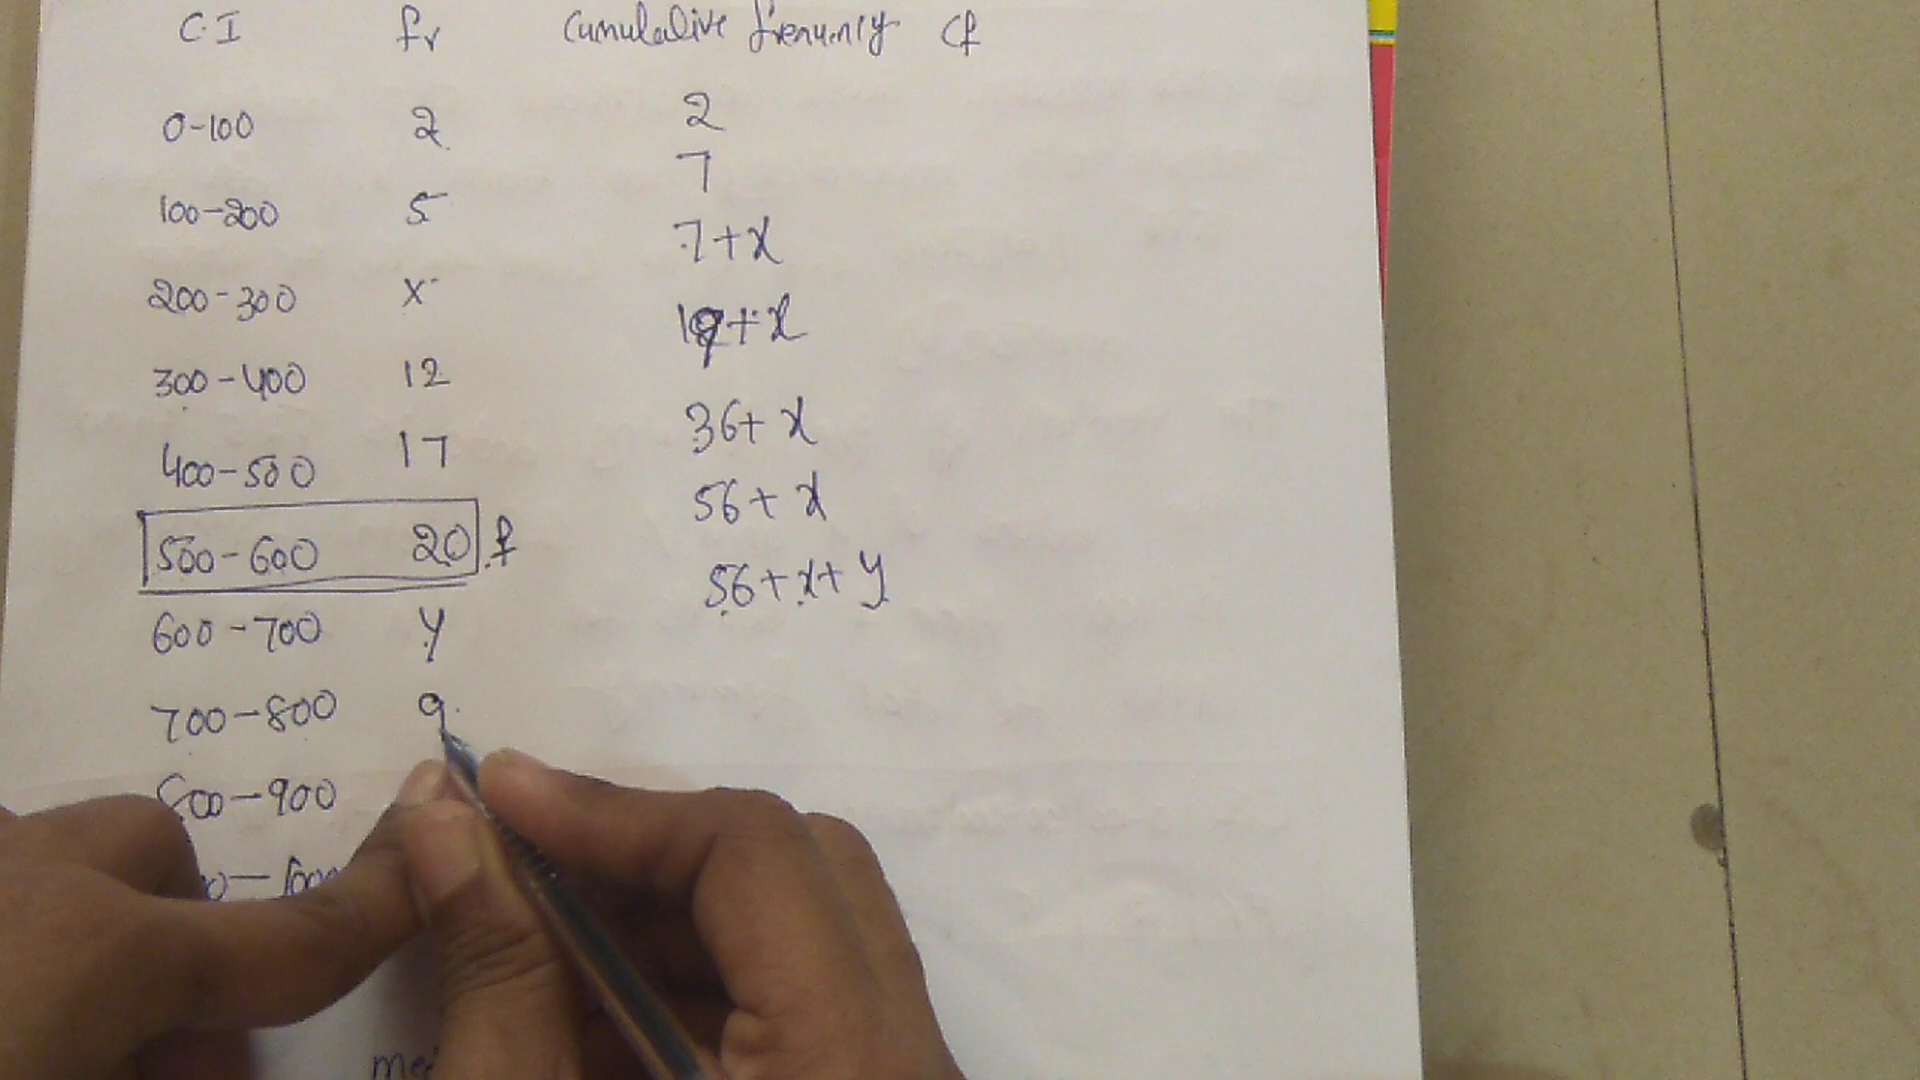 C.I fr Cumulative frequency cf
0-100 2 2
100-200 5 7
200-300 x 7+x
300-400 12 19+x
400-500 17 36+x
500-600 20 f 56+x
600-700 y 56+x+y
700-800 9
800-900